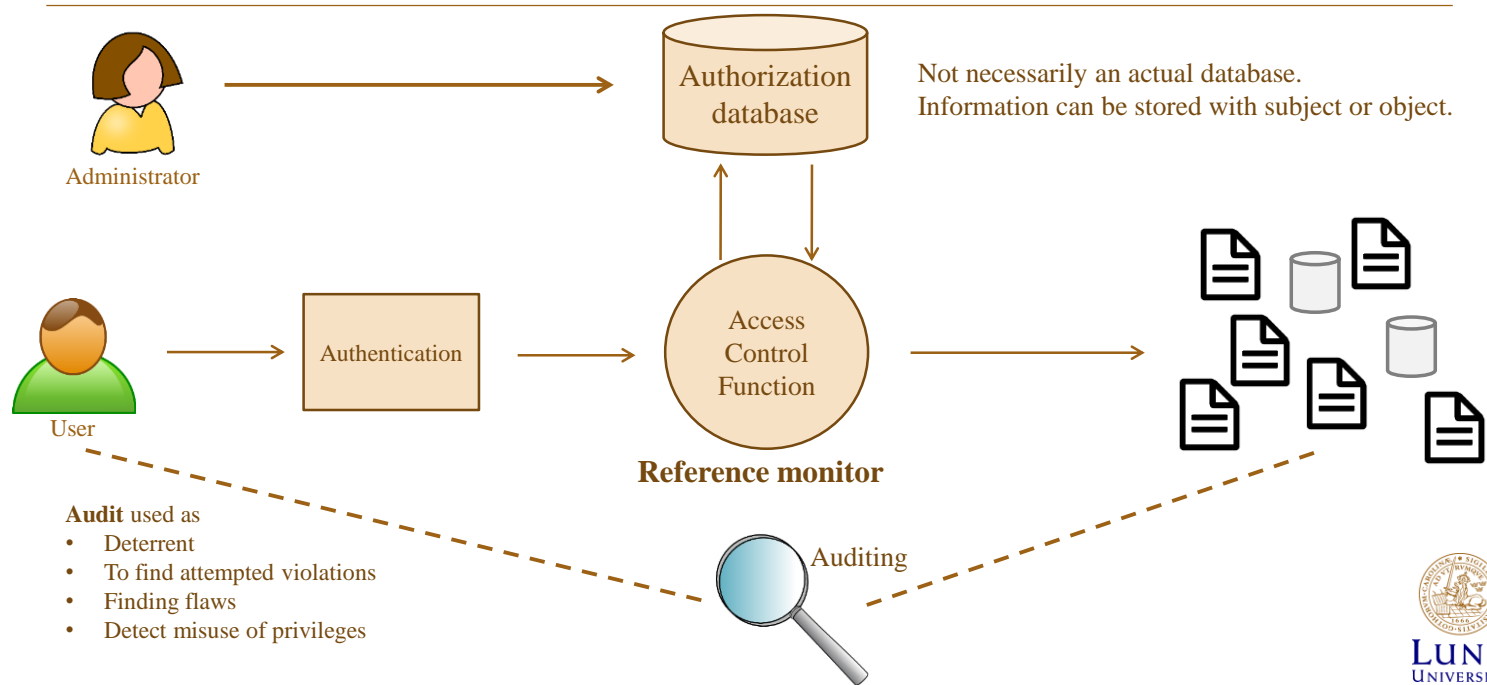 Authorization
database
Not necessarily an actual database.
Information can be stored with subject or object.
Administrator
Authentication
Access
Control
Function
User
Reference monitor
Audit used as
• Deterrent
• To find attempted violations
• Finding flaws
• Detect misuse of privileges
Auditing
1666
LUN
UNIVERSI